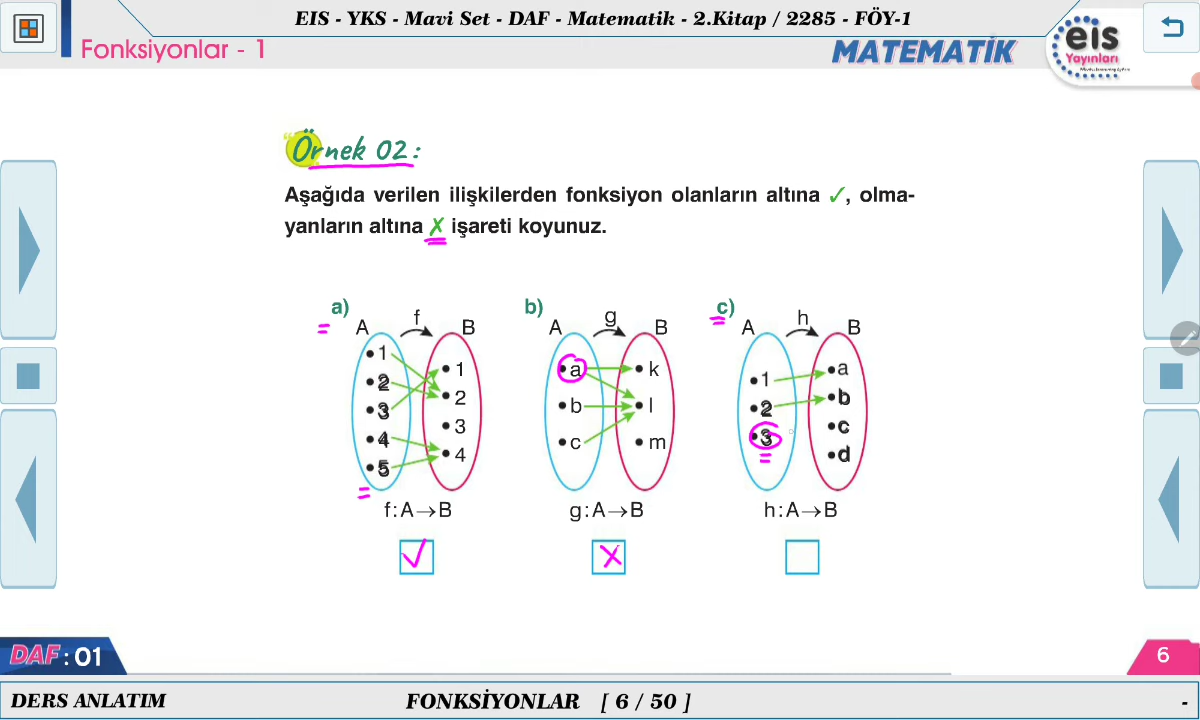 EIS - YKS - Mavi Set - DAF - Matematik - 2.Kitap / 2285 - FÖY-1
Fonksiyonlar - 1
MATEMATİK
eis
Yayınları
Örnek 02:
Aşağıda verilen ilişkilerden fonksiyon olanların altına ✓, olma-
yanların altına ✗ işareti koyunuz.
a)
A f B
• 1
• 2
• 3
• 4
• 5
• 1
• 2
• 3
• 4
f:A→B
✓
b)
A g B
• a
• b
• c
• k
• l
• m
g:A→B
X
c)
A h B
• 1
• 2
• 3
• a
• b
• c
• d
h:A→B
DAF : 01
6
DERS ANLATIM
FONKSİYONLAR [ 6 / 50 ]
-